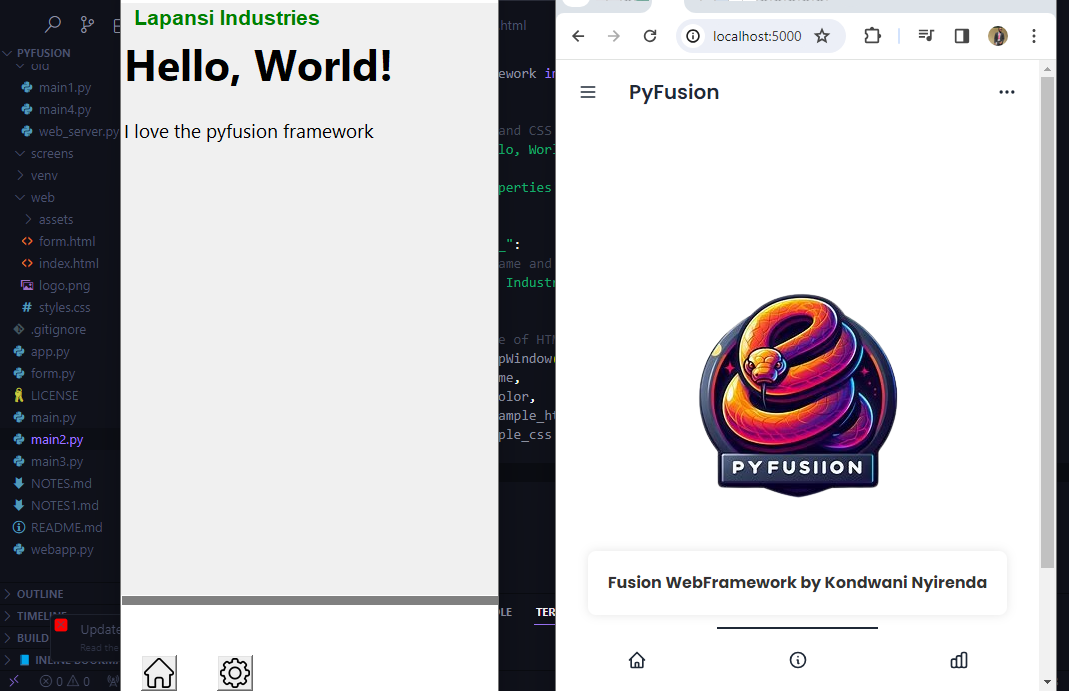 PYFUSION
old
main1.py
main4.py
web_server.py
screens
venv
web
assets
form.html
index.html
logo.png
styles.css
.gitignore
app.py
form.py
LICENSE
main.py
main2.py
main3.py
NOTES.md
NOTES1.md
README.md
webapp.py
OUTLINE
TIMELINE
BUILD
INLINE BOOKM
Update
Read the
0 0
Lapansi Industries
Hello, World!
I love the pyfusion framework
html
ework in
and CSS
lo, Worl
perties
_":
ame and
Industr
e of HTM
pWindow(
me,
olor,
ample_ht
ple_css
OLE TER
localhost:5000
PyFusion
PYFUSIION
Fusion WebFramework by Kondwani Nyirenda